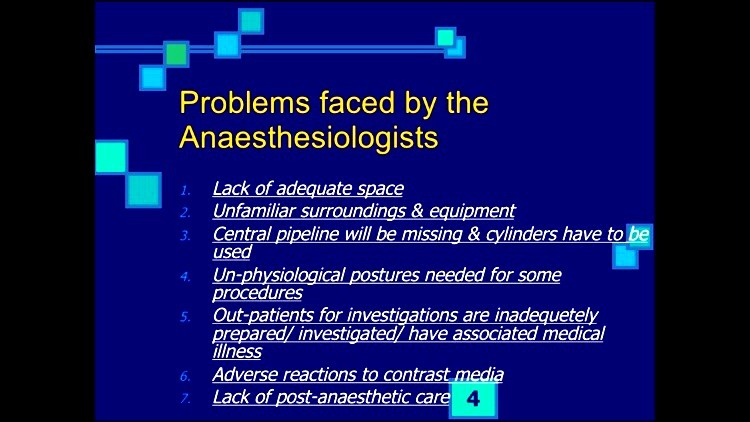 Problems faced by the
Anaesthesiologists
1. Lack of adequate space
2. Unfamiliar surroundings & equipment
3. Central pipeline will be missing & cylinders have to be
used
4. Un-physiological postures needed for some
procedures
5. Out-patients for investigations are inadequetely
prepared/ investigated/ have associated medical
illness
6. Adverse reactions to contrast media
7. Lack of post-anaesthetic care
4